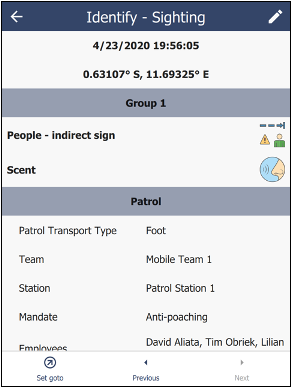 Identify - Sighting
4/23/2020 19:56:05
0.63107° S, 11.69325° E
Group 1
People - indirect sign
Scent
Patrol
Patrol Transport Type Foot
Team Mobile Team 1
Station Patrol Station 1
Mandate Anti-poaching
Employees David Aliata, Tim Obriek, Lilian
Set goto Previous Next